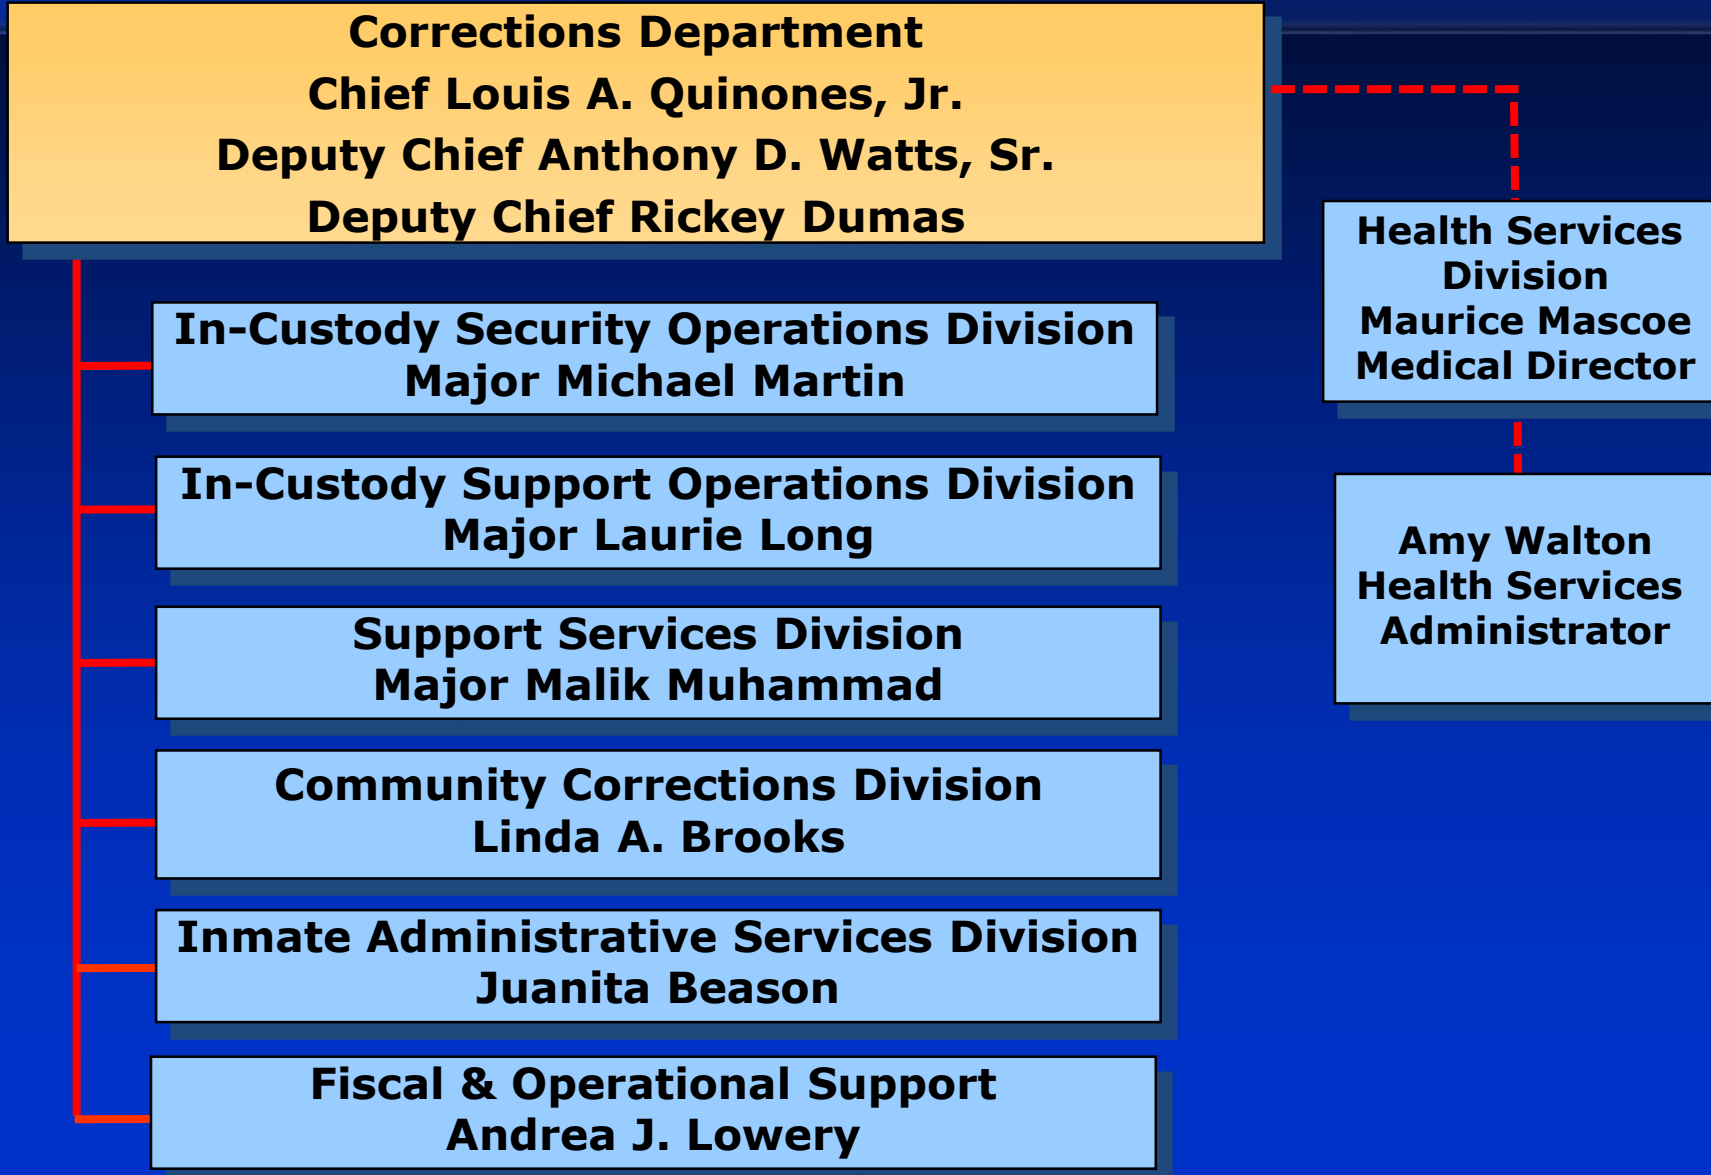 Corrections Department
Chief Louis A. Quinones, Jr.
Deputy Chief Anthony D. Watts, Sr.
Deputy Chief Rickey Dumas
Health Services
Division
Maurice Mascoe
Medical Director
In-Custody Security Operations Division
Major Michael Martin
In-Custody Support Operations Division
Major Laurie Long
Amy Walton
Health Services
Administrator
Support Services Division
Major Malik Muhammad
Community Corrections Division
Linda A. Brooks
Inmate Administrative Services Division
Juanita Beason
Fiscal & Operational Support
Andrea J. Lowery